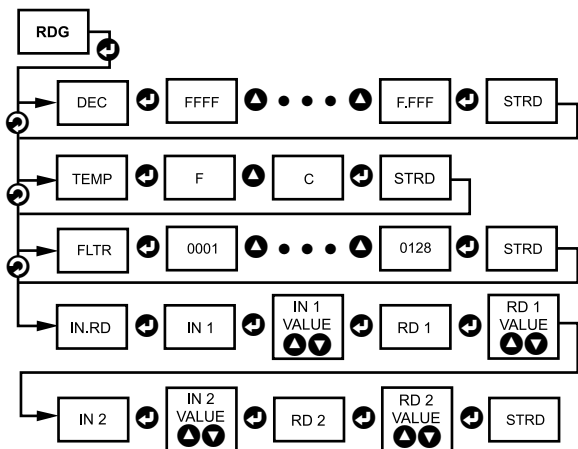 RDG
DEC FFFF F.FFF STRD
TEMP F C STRD
FLTR 0001 0128 STRD
IN.RD IN 1 IN 1 VALUE RD 1 RD 1 VALUE
IN 2 IN 2 VALUE RD 2 RD 2 VALUE STRD